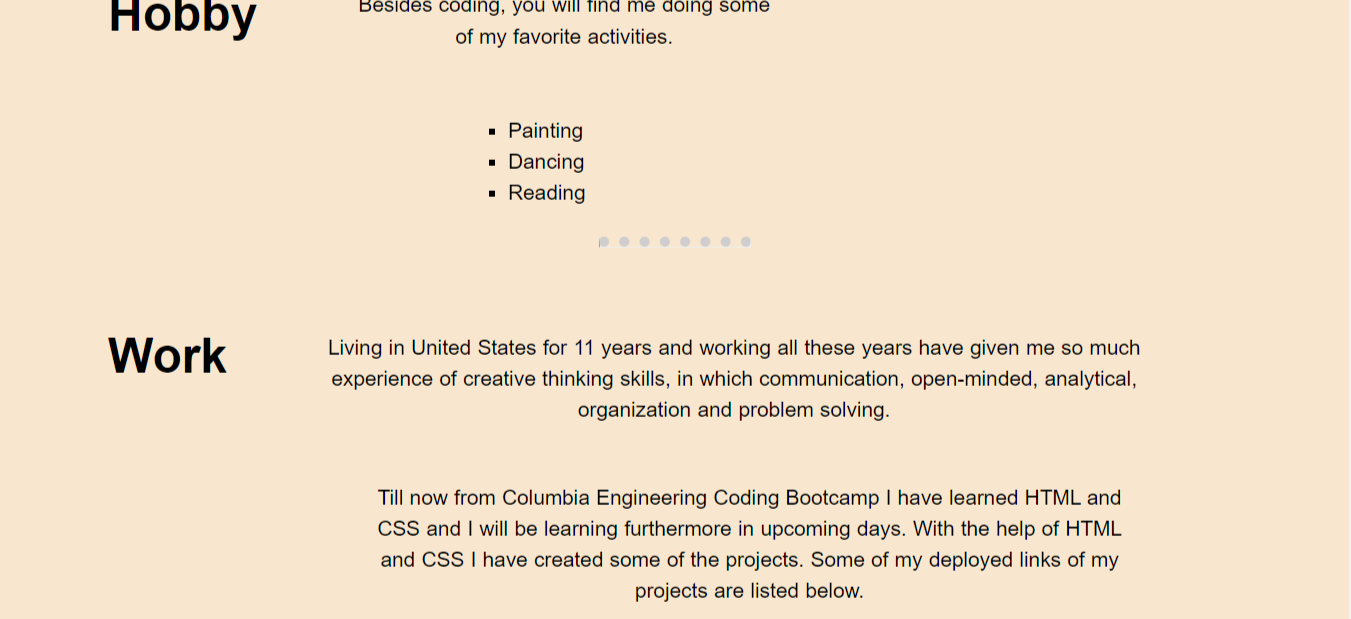 Hobby
Besides coding, you will find me doing some
of my favorite activities.
Painting
Dancing
Reading
Work
Living in United States for 11 years and working all these years have given me so much
experience of creative thinking skills, in which communication, open-minded, analytical,
organization and problem solving.
Till now from Columbia Engineering Coding Bootcamp I have learned HTML and
CSS and I will be learning furthermore in upcoming days. With the help of HTML
and CSS I have created some of the projects. Some of my deployed links of my
projects are listed below.